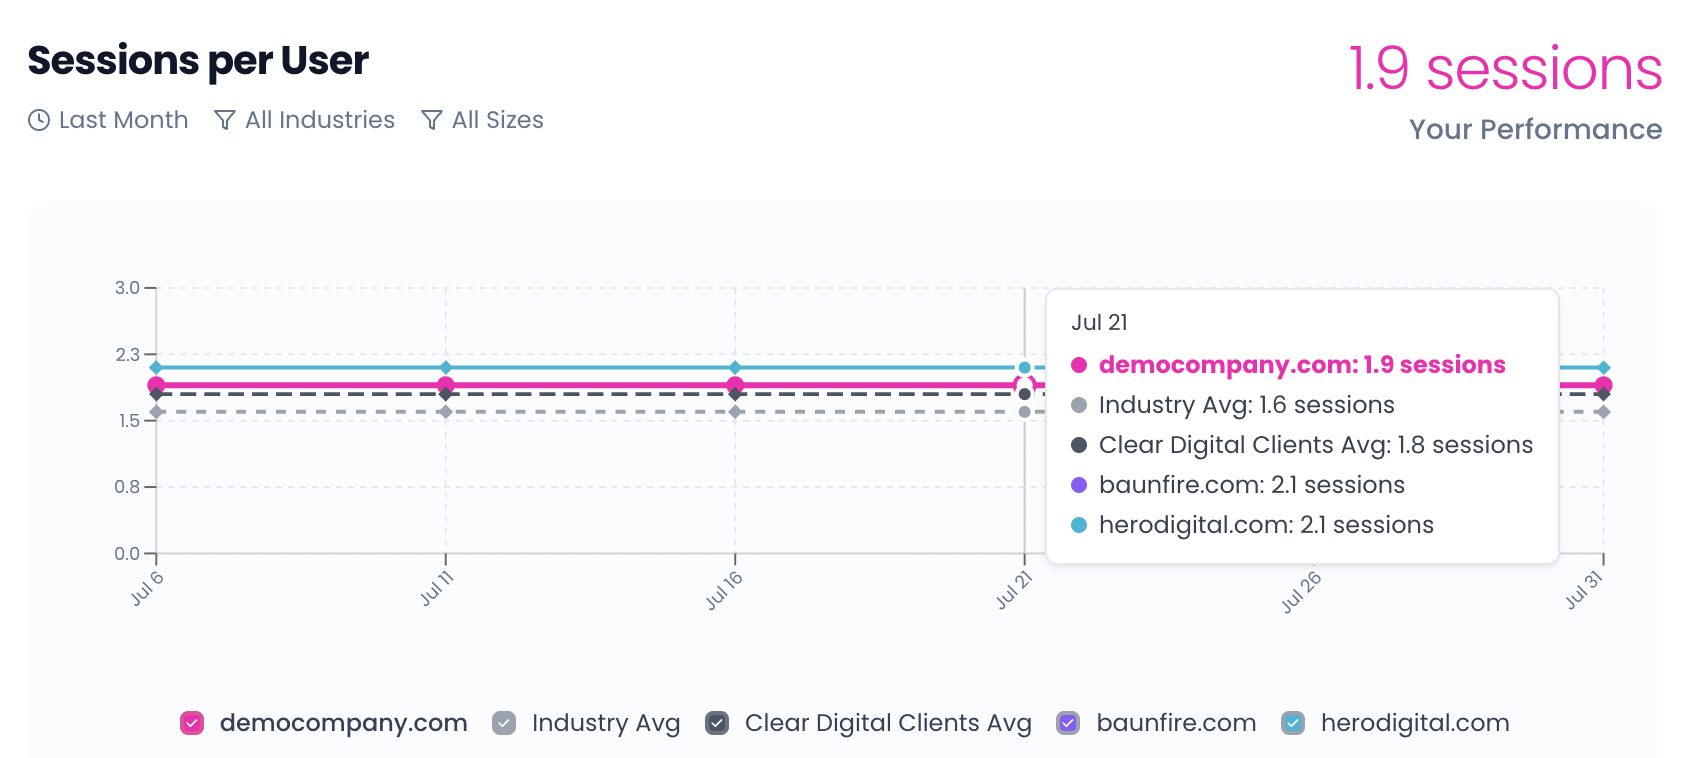 Sessions per User
1.9 sessions
Last Month All Industries All Sizes
Your Performance
3.0
2.3
1.5
0.8
0.0
Jul 21
democompany.com: 1.9 sessions
Industry Avg: 1.6 sessions
Clear Digital Clients Avg: 1.8 sessions
baunfire.com: 2.1 sessions
herodigital.com: 2.1 sessions
Jul 6 Jul 11 Jul 16 Jul 21 Jul 26 Jul 31
democompany.com Industry Avg Clear Digital Clients Avg baunfire.com herodigital.com